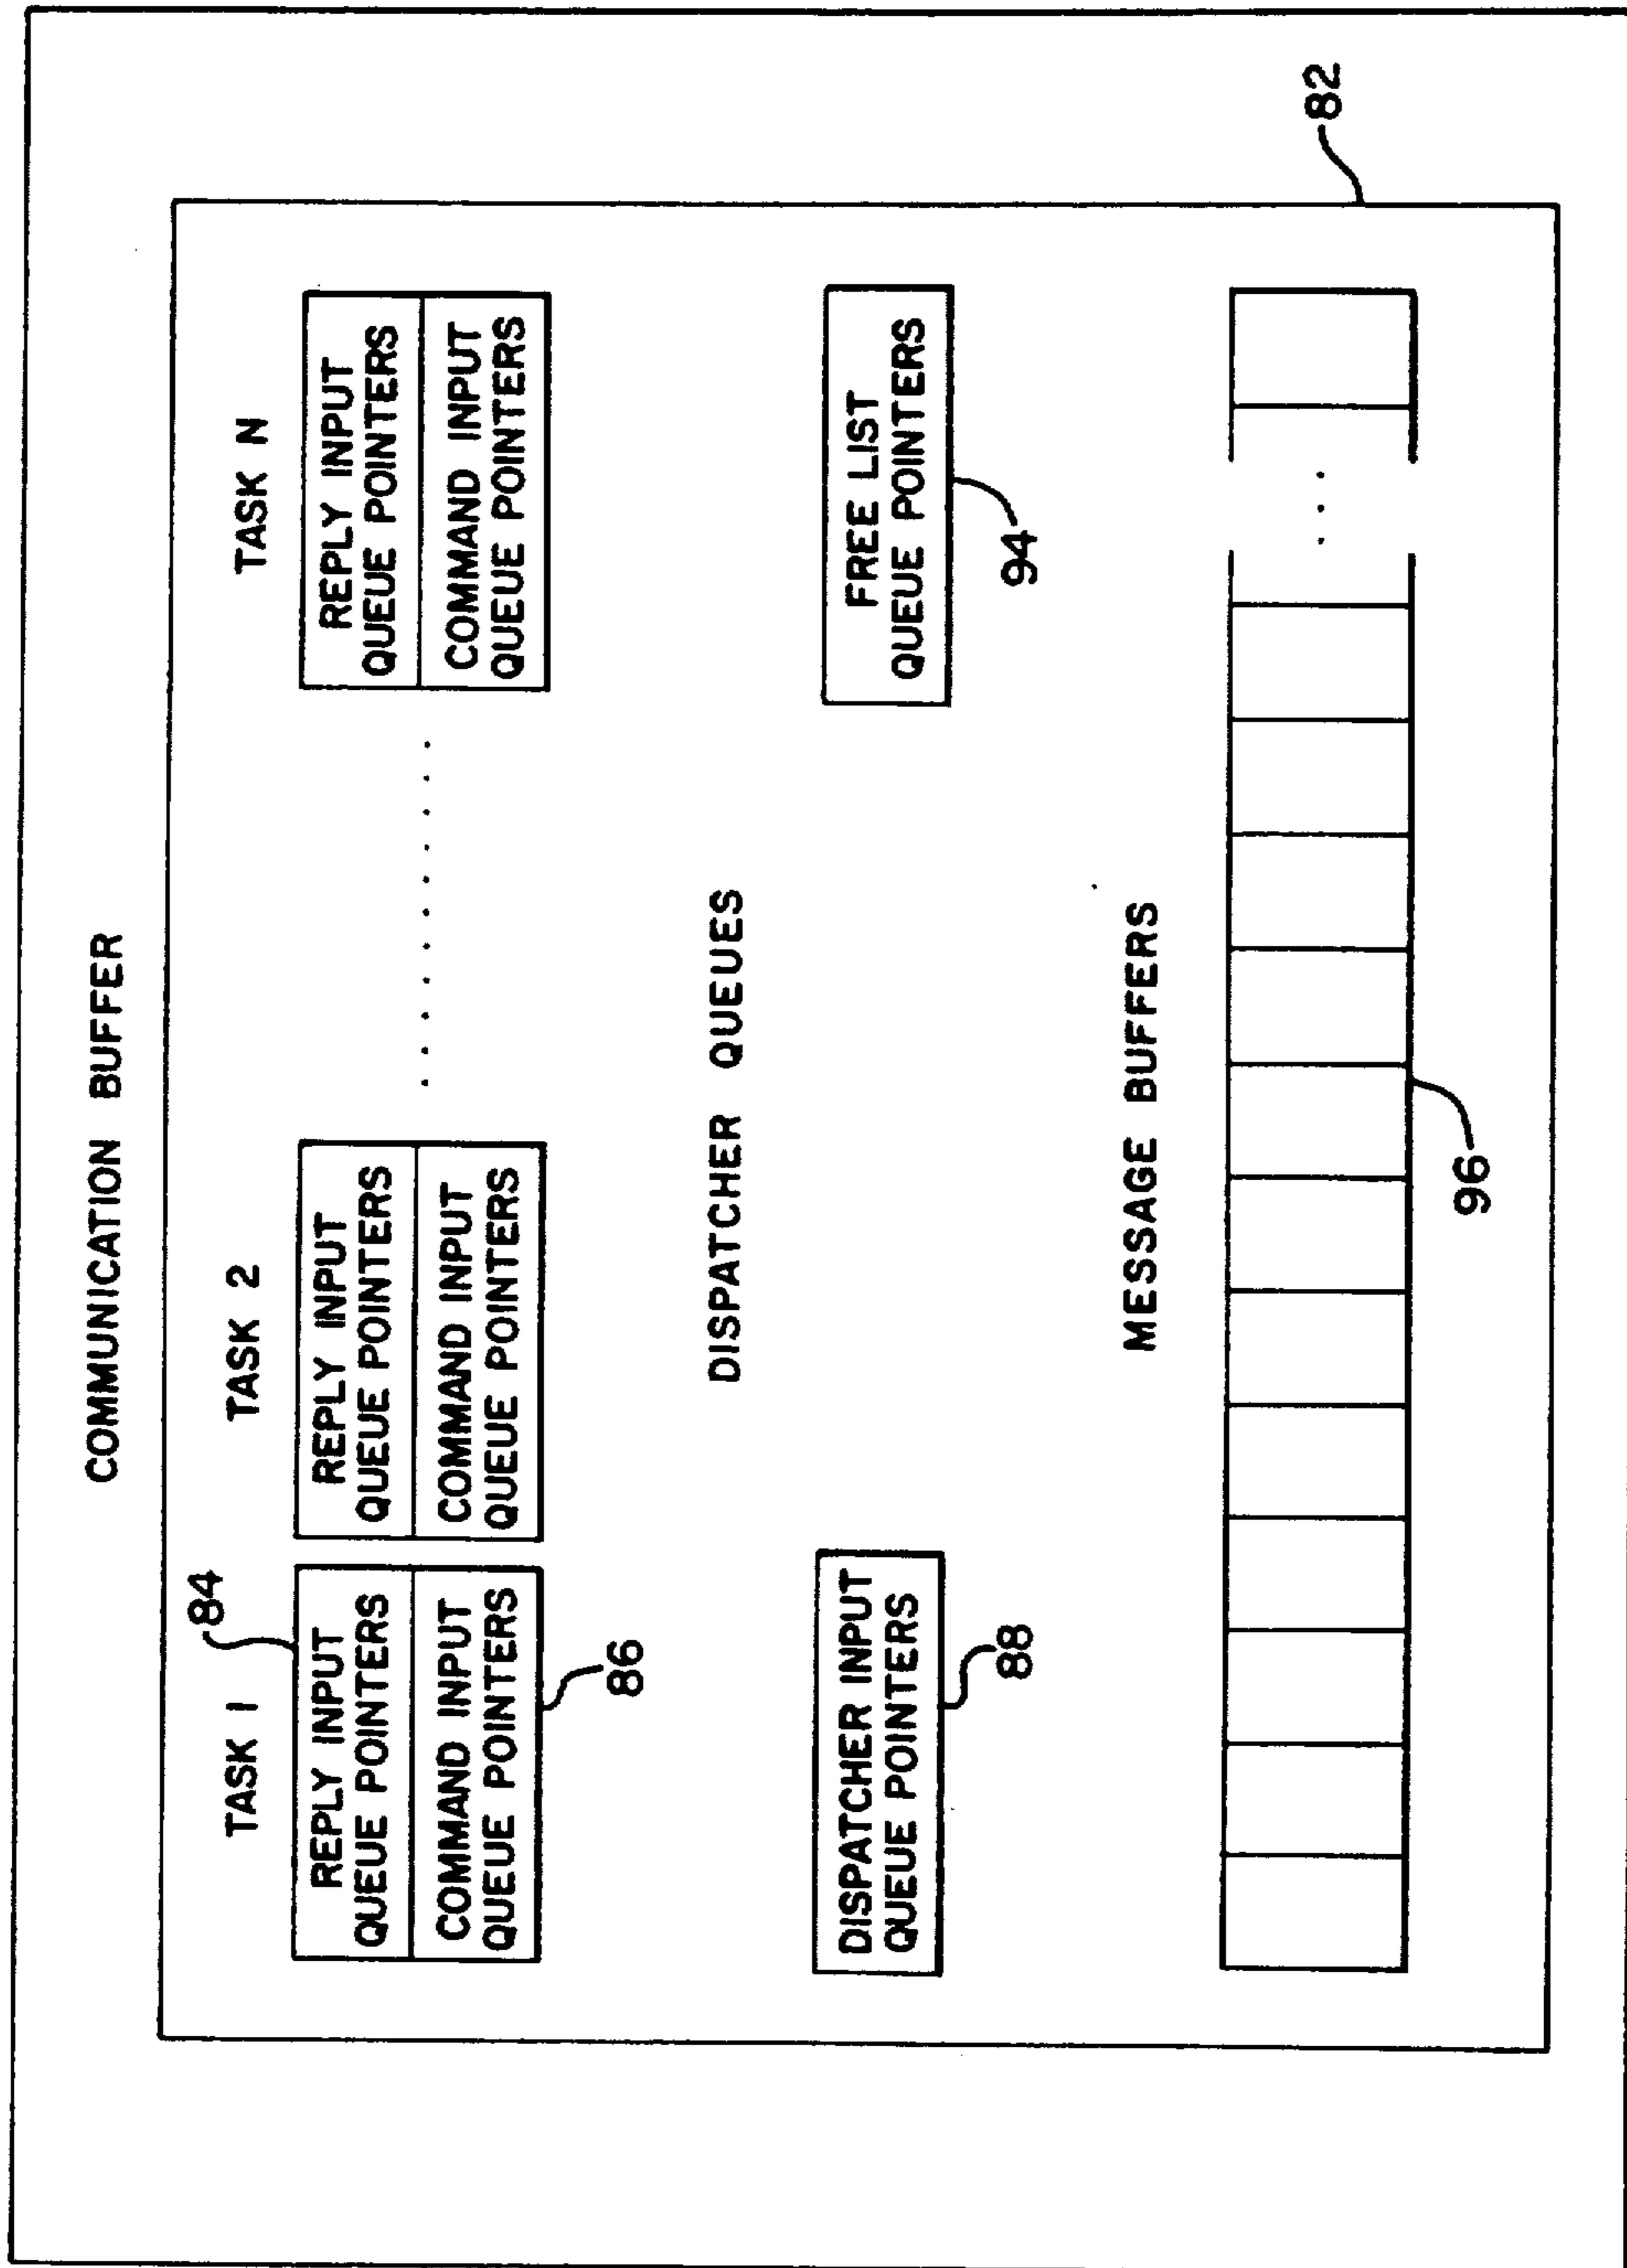 COMMUNICATION BUFFER
TASK 1
TASK 2
TASK N
84
REPLY INPUT
QUEUE POINTERS
COMMAND INPUT
QUEUE POINTERS
86
REPLY INPUT
QUEUE POINTERS
COMMAND INPUT
QUEUE POINTERS
REPLY INPUT
QUEUE POINTERS
COMMAND INPUT
QUEUE POINTERS
DISPATCHER QUEUES
DISPATCHER INPUT
QUEUE POINTERS
88
FREE LIST
QUEUE POINTERS
94
MESSAGE BUFFERS
96
82